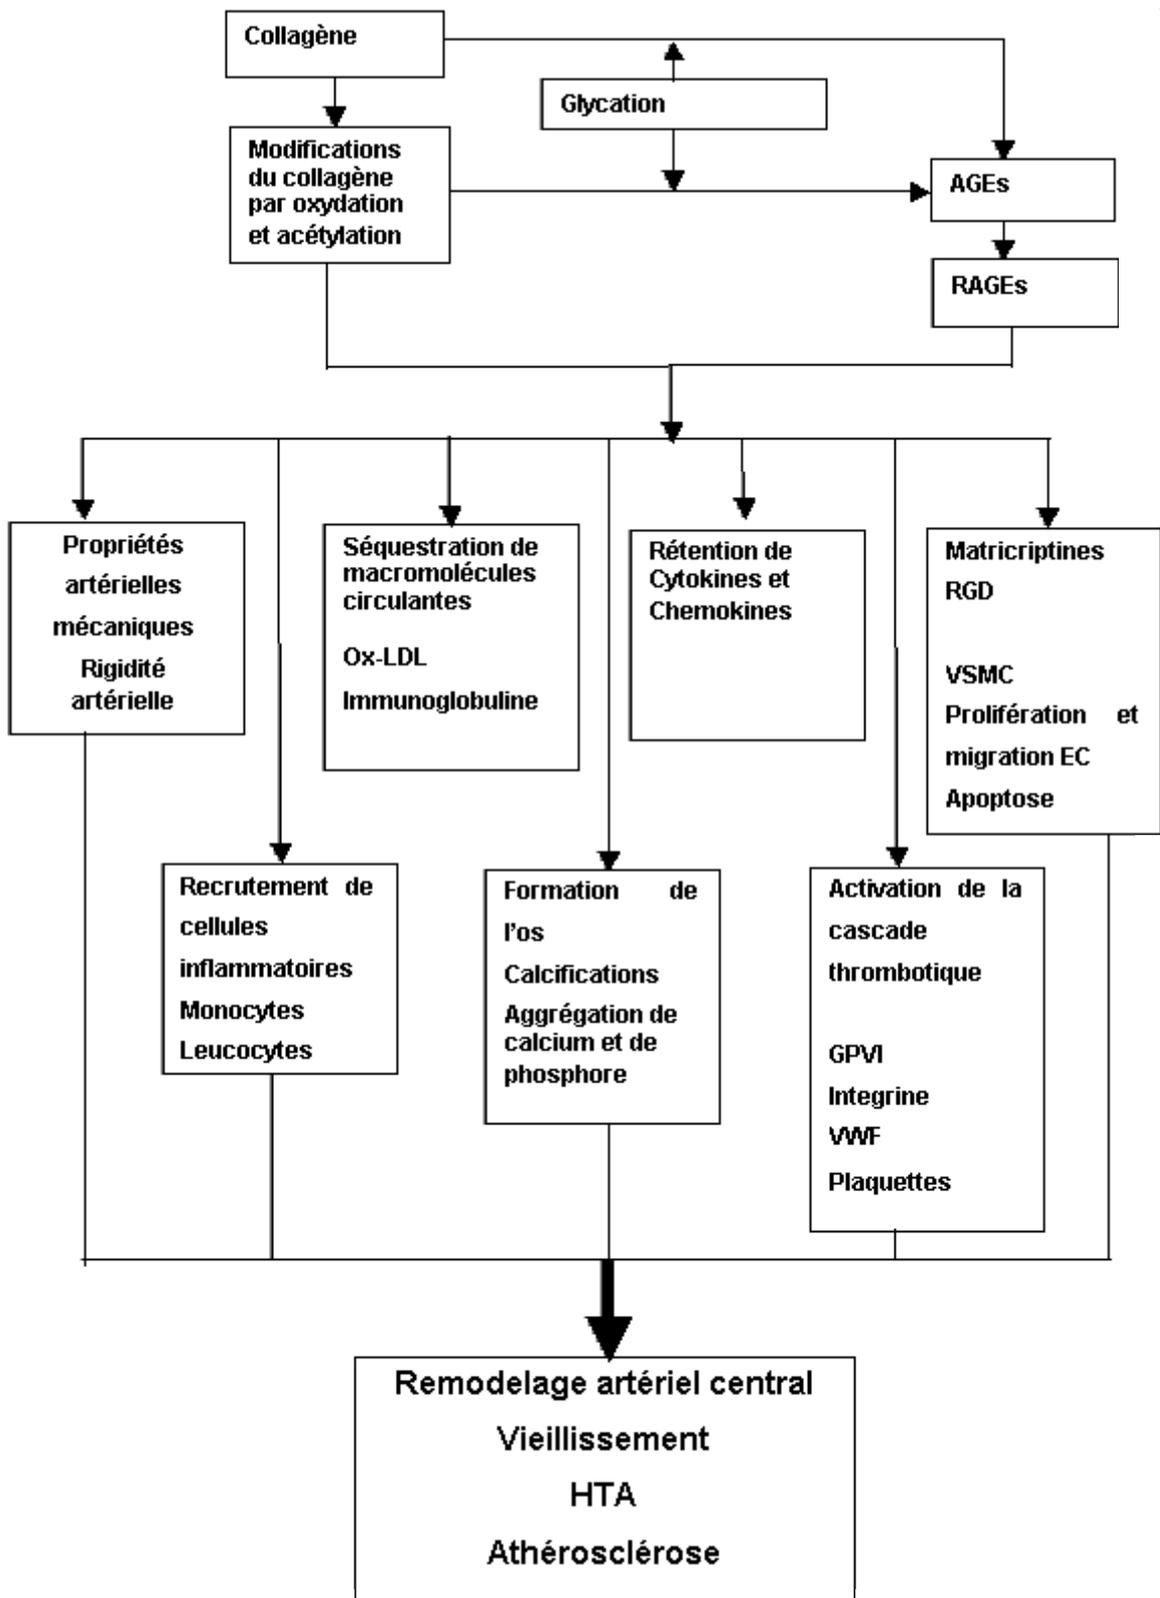 Collagène
Glycation
Modifications
du collagène
par oxydation
et acétylation
AGEs
RAGEs
Propriétés
artérielles
mécaniques
Rigidité
artérielle
Séquestration de
macromolécules
circulantes
Ox-LDL
Immunoglobuline
Rétention de
Cytokines et
Chemokines
Matricriptines
RGD
VSMC
Prolifération et
migration EC
Apoptose
Recrutement de
cellules
inflammatoires
Monocytes
Leucocytes
Formation de
l'os
Calcifications
Aggrégation de
calcium et de
phosphore
Activation de la
cascade
thrombotique
GPVI
Integrine
VWF
Plaquettes
Remodelage artériel central
Vieillissement
HTA
Athérosclérose